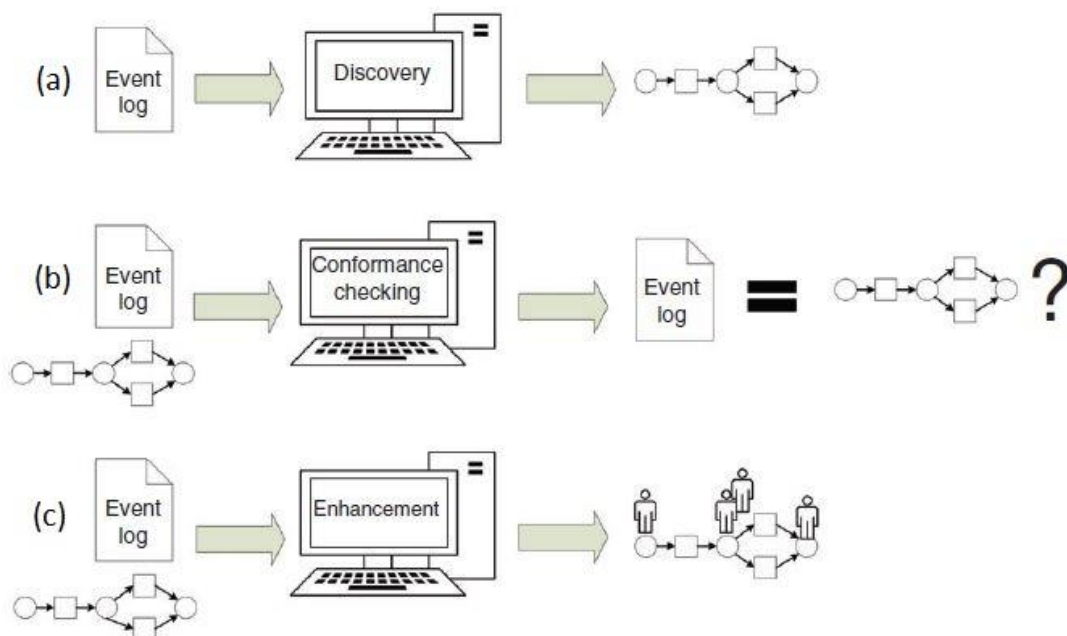 (a)
Event
log
Discovery
(b)
Event
log
Conformance
checking
Event
log
=
?
(c)
Event
log
Enhancement